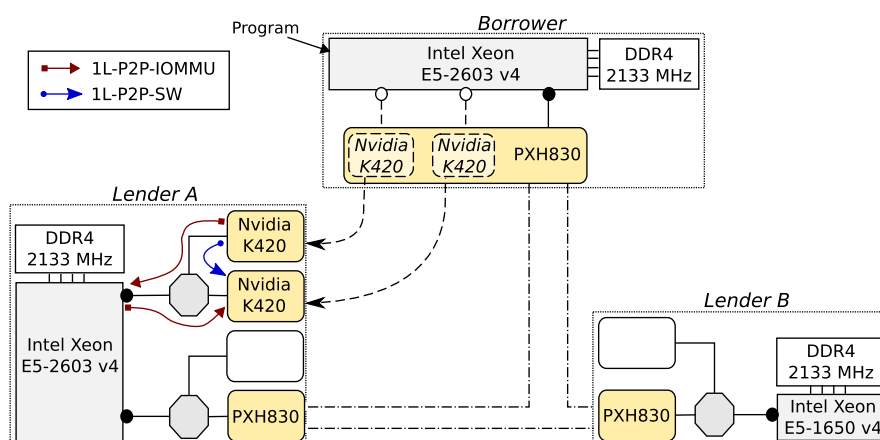 Borrower
Program
Intel Xeon
E5-2603 v4
DDR4
2133 MHz
1L-P2P-IOMMU
1L-P2P-SW
Nvidia
K420
Nvidia
K420
PXH830
Lender A
DDR4
2133 MHz
Nvidia
K420
Nvidia
K420
Intel Xeon
E5-2603 v4
PXH830
Lender B
DDR4
2133 MHz
PXH830
Intel Xeon
E5-1650 v4